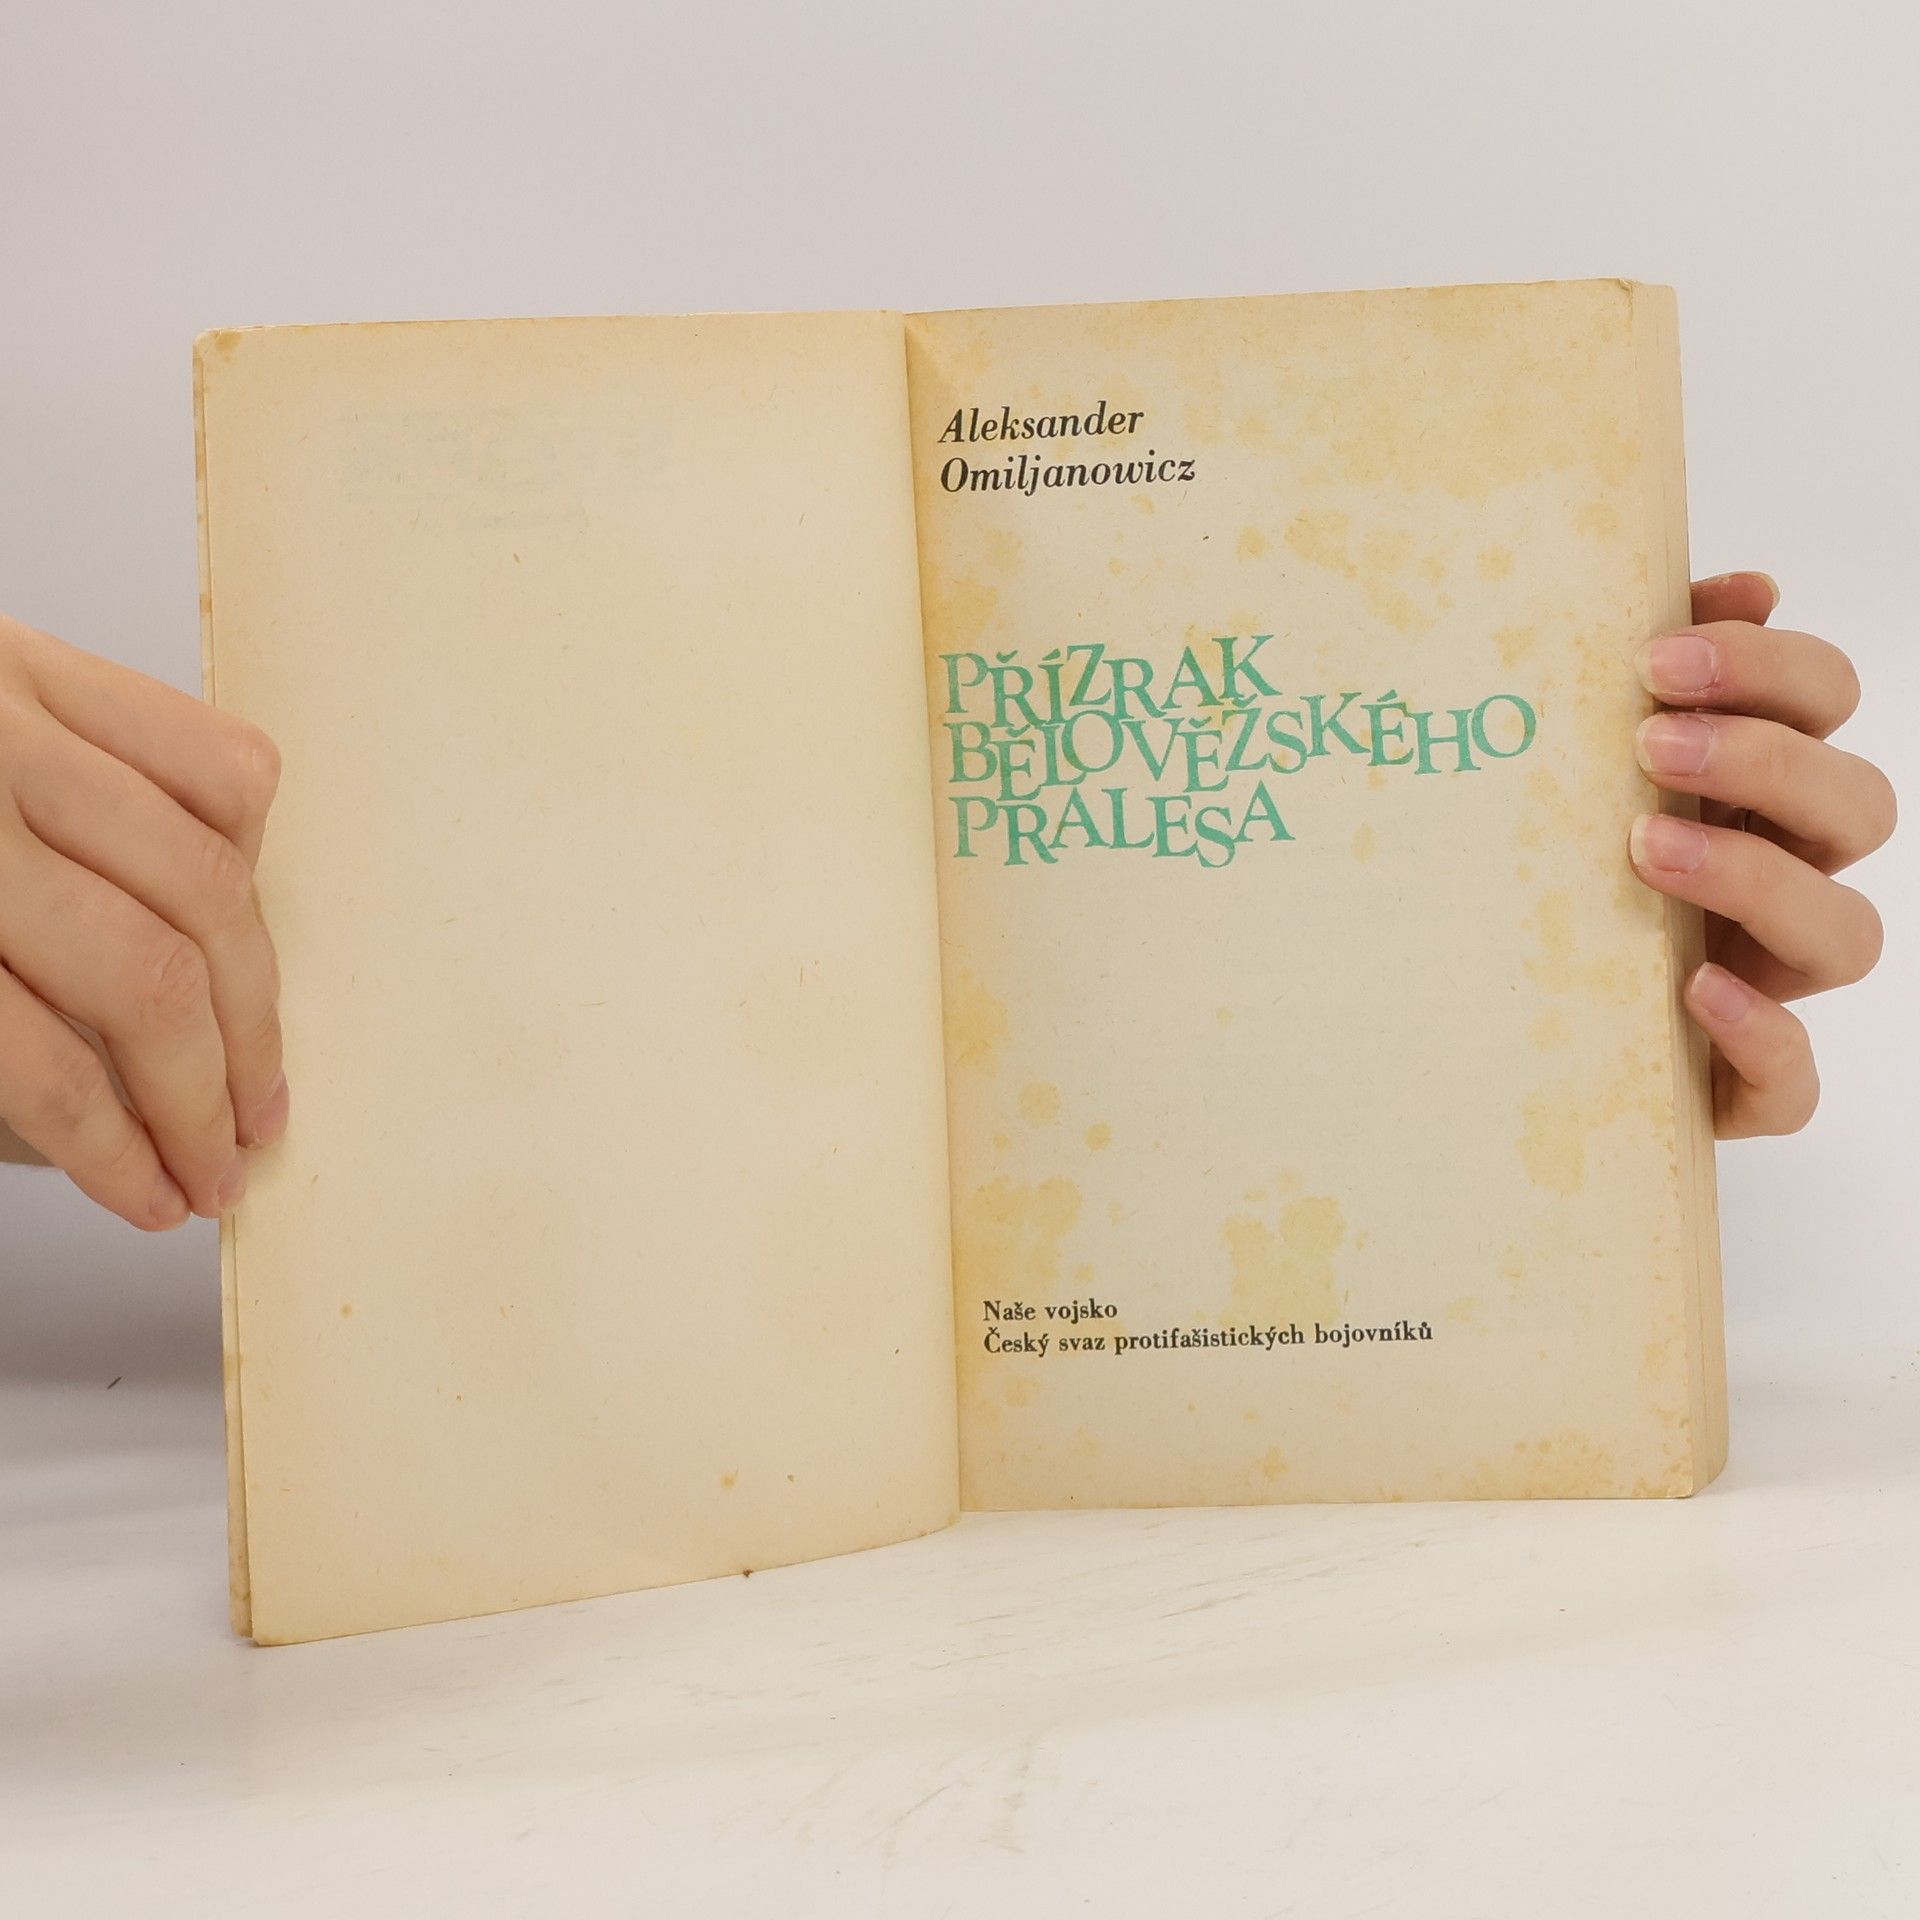 Aleksander
Omiljanowicz
PŘÍZRAK
BĚLOVĚŽSKÉHO
PRALESA
Naše vojsko
Český svaz protifašistických bojovníků